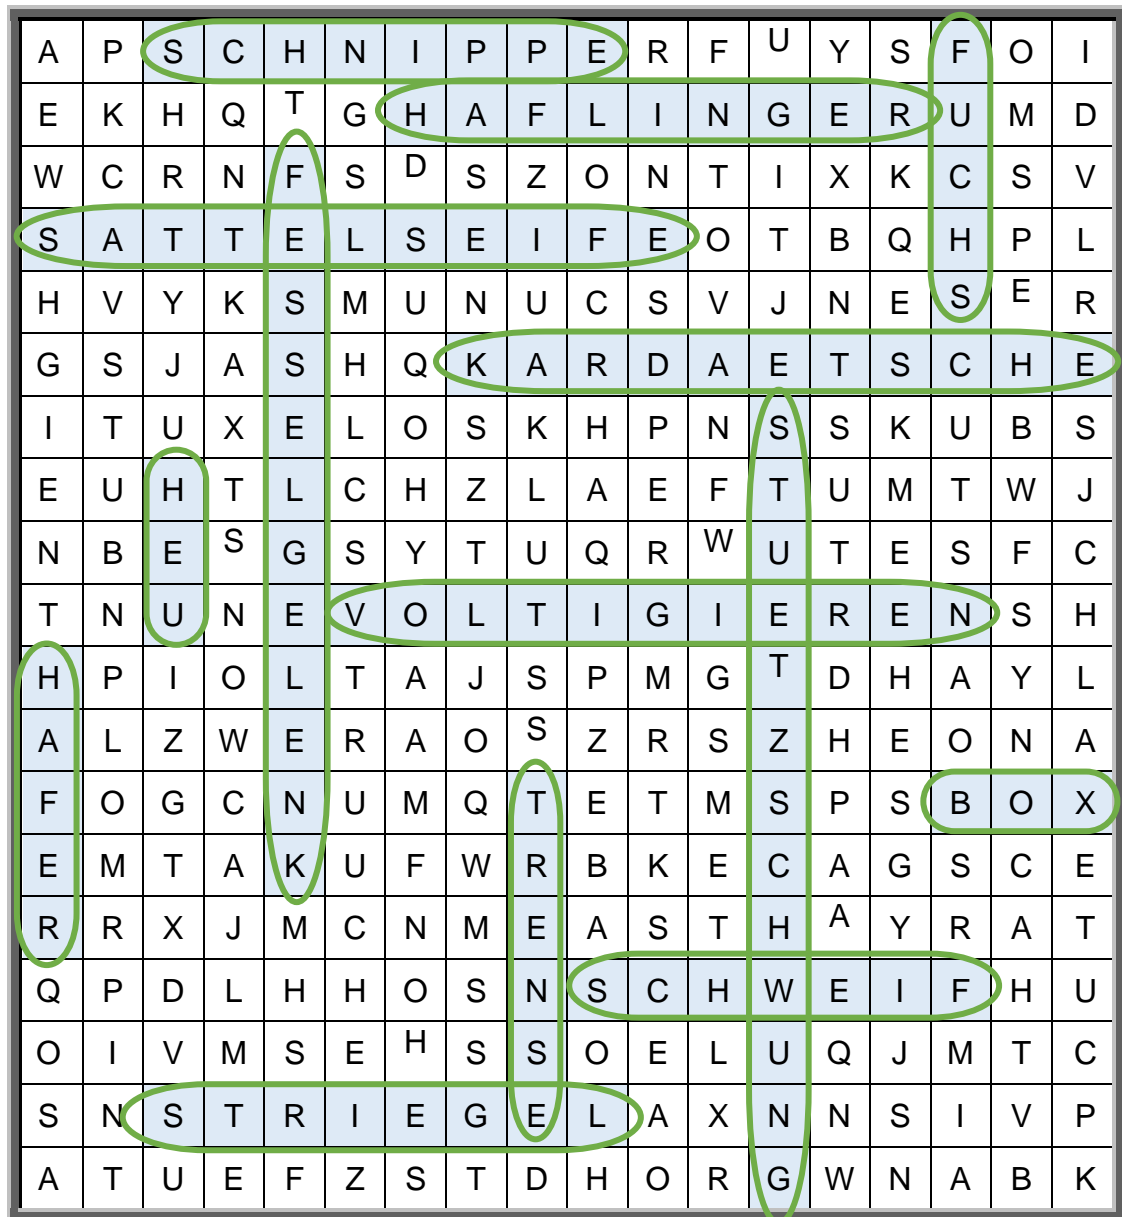 A P S C H N I P P E R F U Y S F O I
E K H Q T G H A F L I N G E R U M D
W C R N F S D S Z O N T I X K C S V
S A T T E L S E I F E O T B Q H P L
H V Y K S M U N U C S V J N E S E R
G S J A S H Q K A R D A E T S C H E
I T U X E L O S K H P N S S K U B S
E U H T L C H Z L A E F T U M T W J
N B E S G S Y T U Q R W U T E S F C
T N U N E V O L T I G I E R E N S H
H P I O L T A J S P M G T D H A Y L
A L Z W E R A O S Z R S Z H E O N A
F O G C N U M Q T E T M S P S B O X
E M T A K U F W R B K E C A G S C E
R R X J M C N M E A S T H A Y R A T
Q P D L H H O S N S C H W E I F H U
O I V M S E H S S O E L U Q J M T C
S N S T R I E G E L A X N N S I V P
A T U E F Z S T D H O R G W N A B K